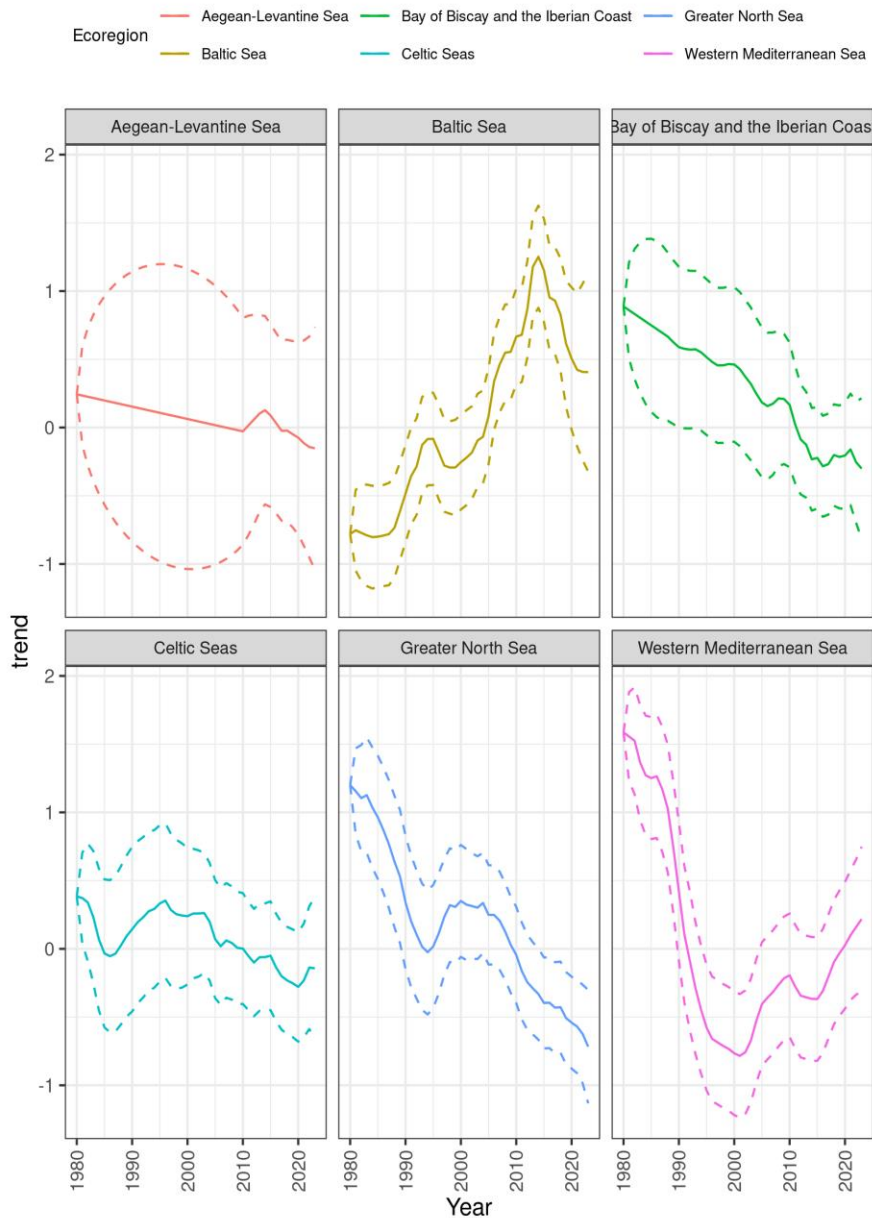 Ecoregion
Aegean-Levantine Sea Bay of Biscay and the Iberian Coast Greater North Sea
Baltic Sea Celtic Seas Western Mediterranean Sea
Aegean-Levantine Sea Baltic Sea Bay of Biscay and the Iberian Coas
2
1
0
-1
trend
Celtic Seas Greater North Sea Western Mediterranean Sea
2
1
0
-1
1980 1990 2000 2010 2020 1980 1990 2000 2010 2020 1980 1990 2000 2010 2020
Year